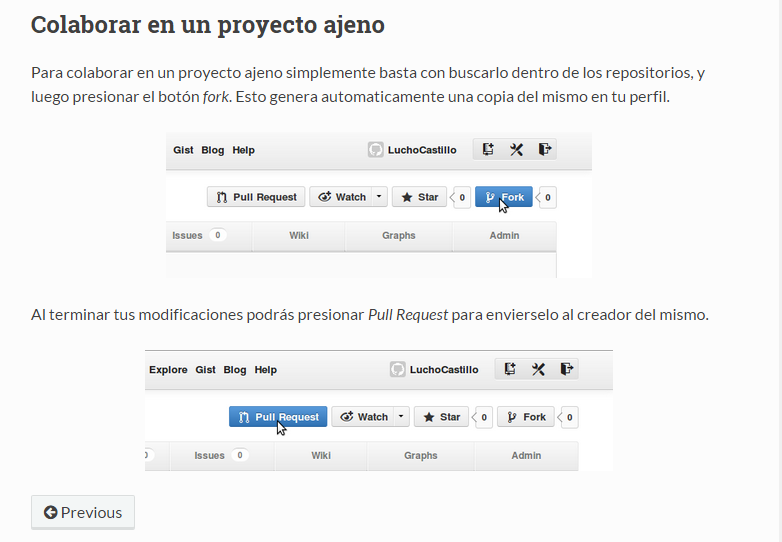 Colaborar en un proyecto ajeno
Para colaborar en un proyecto ajeno simplemente basta con buscarlo dentro de los repositorios, y
luego presionar el botón fork. Esto genera automaticamente una copia del mismo en tu perfil.
Gist Blog Help LuchoCastillo
Pull Request Watch Star 0 Fork 0
Issues 0 Wiki Graphs Admin
Al terminar tus modificaciones podrás presionar Pull Request para envierselo al creador del mismo.
Explore Gist Blog Help LuchoCastillo
Pull Request Watch Star 0 Fork 0
0 Issues 0 Wiki Graphs Admin
Previous